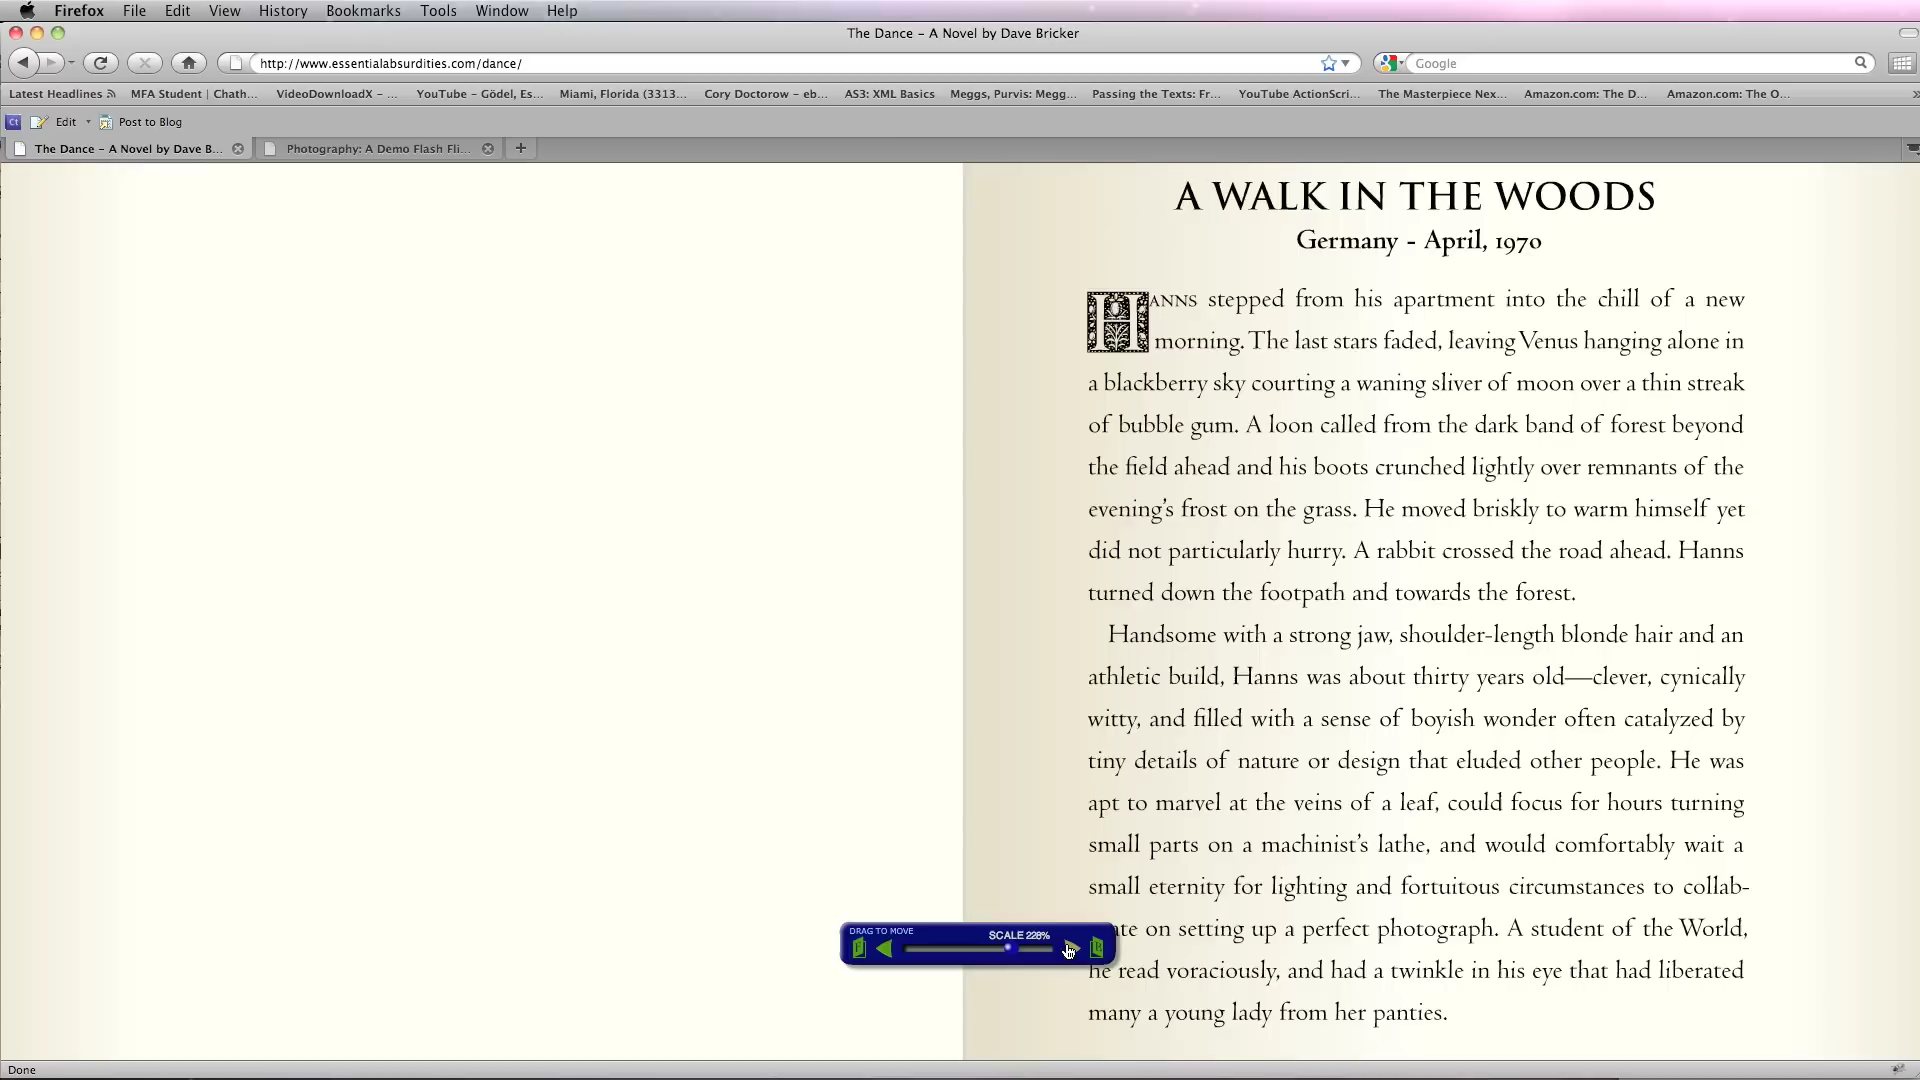 Firefox File Edit View History Bookmarks Tools Window Help
The Dance – A Novel by Dave Bricker
http://www.essentialabsurdities.com/dance/
Google
Latest Headlines MFA Student | Chath... VideoDownloadX – ... YouTube – Gödel, Es... Miami, Florida (3313... Cory Doctorow – eb... AS3: XML Basics Meggs, Purvis: Megg... Passing the Texts: Fr... YouTube ActionScri... The Masterpiece Nex... Amazon.com: The D... Amazon.com: The O... »
Ct Edit Post to Blog
The Dance – A Novel by Dave B... Photography: A Demo Flash Fli... +
A WALK IN THE WOODS
Germany - April, 1970
HANNS stepped from his apartment into the chill of a new
morning. The last stars faded, leaving Venus hanging alone in
a blackberry sky courting a waning sliver of moon over a thin streak
of bubble gum. A loon called from the dark band of forest beyond
the field ahead and his boots crunched lightly over remnants of the
evening's frost on the grass. He moved briskly to warm himself yet
did not particularly hurry. A rabbit crossed the road ahead. Hanns
turned down the footpath and towards the forest.
Handsome with a strong jaw, shoulder-length blonde hair and an
athletic build, Hanns was about thirty years old—clever, cynically
witty, and filled with a sense of boyish wonder often catalyzed by
tiny details of nature or design that eluded other people. He was
apt to marvel at the veins of a leaf, could focus for hours turning
small parts on a machinist's lathe, and would comfortably wait a
small eternity for lighting and fortuitous circumstances to collab-
ate on setting up a perfect photograph. A student of the World,
he read voraciously, and had a twinkle in his eye that had liberated
many a young lady from her panties.
DRAG TO MOVE SCALE 228%
Done